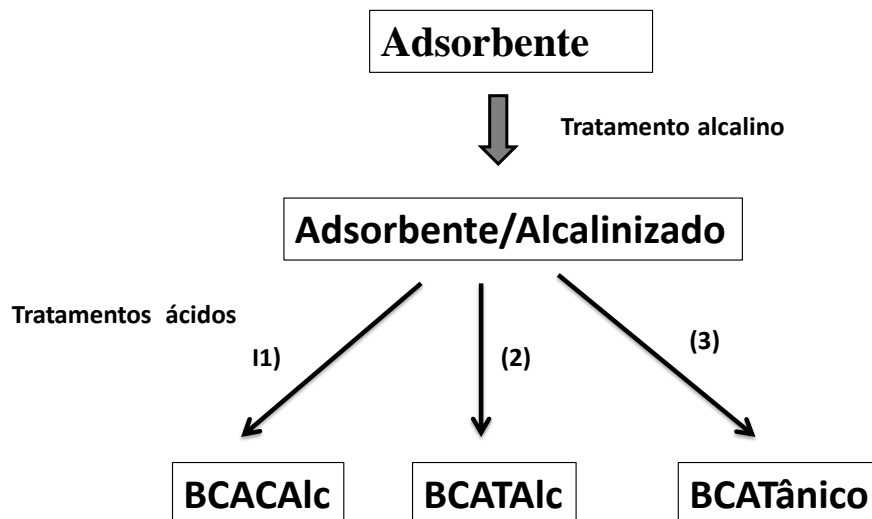 Adsorbente
Tratamento alcalino
Adsorbente/Alcalinizado
Tratamentos ácidos
I1)
(2)
(3)
BCACAlc
BCATAlc
BCATânico